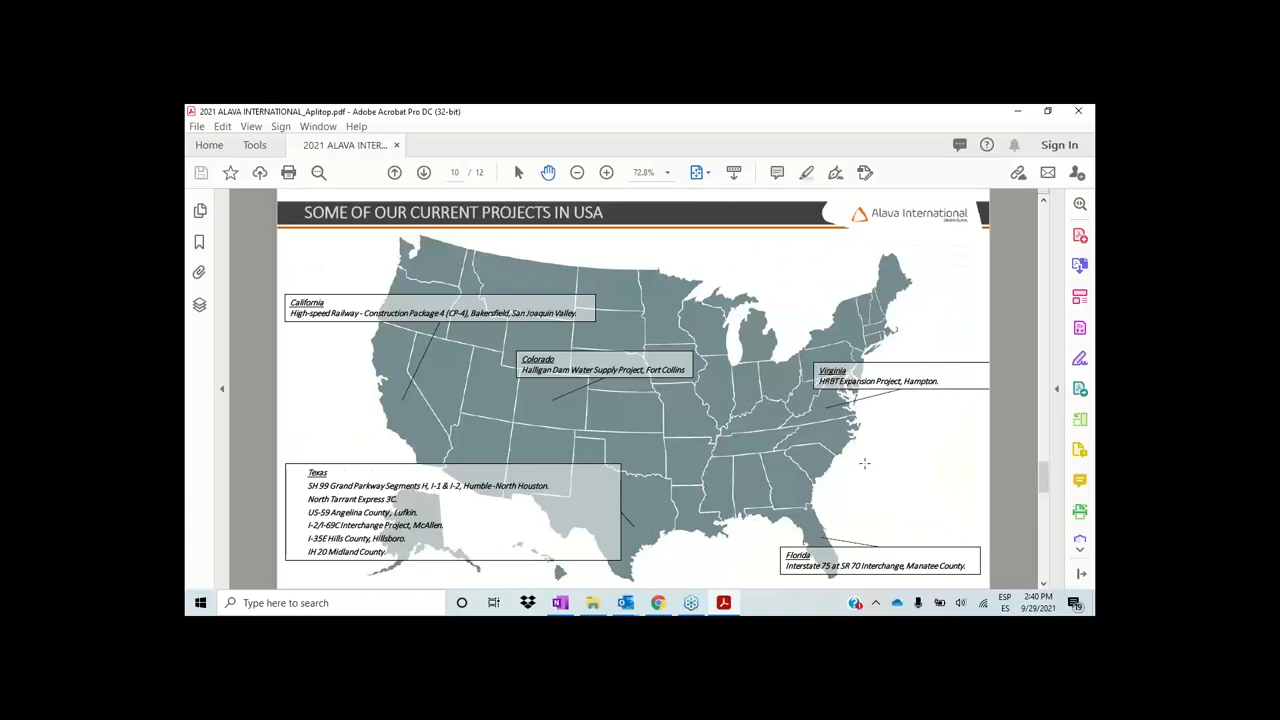 2021 ALAVA INTERNATIONAL_Aplitop.pdf - Adobe Acrobat Pro DC (32-bit)
File Edit View Sign Window Help
Home Tools 2021 ALAVA INTER... Sign In
10 / 12 72.8%
SOME OF OUR CURRENT PROJECTS IN USA
Alava International
California
High-speed Railway - Construction Package 4 (CP-4), Bakersfield, San Joaquin Valley.
Colorado
Halligan Dam Water Supply Project, Fort Collins
Virginia
HRBT Expansion Project, Hampton.
Texas
SH 99 Grand Parkway Segments H, I-1 & I-2, Humble -North Houston.
North Tarrant Express 3C.
US-59 Angelina County, Lufkin.
I-2/I-69C Interchange Project, McAllen.
I-35E Hills County, Hillsboro.
IH 20 Midland County.
Florida
Interstate 75 at SR 70 Interchange, Manatee County.
Type here to search
ESP
ES
2:40 PM
9/29/2021
19